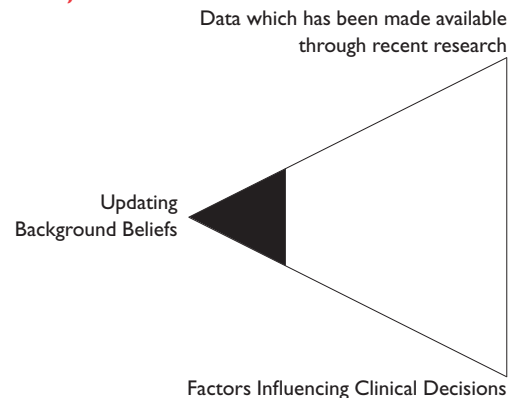 Data which has been made available
through recent research
Updating
Background Beliefs
Factors Influencing Clinical Decisions